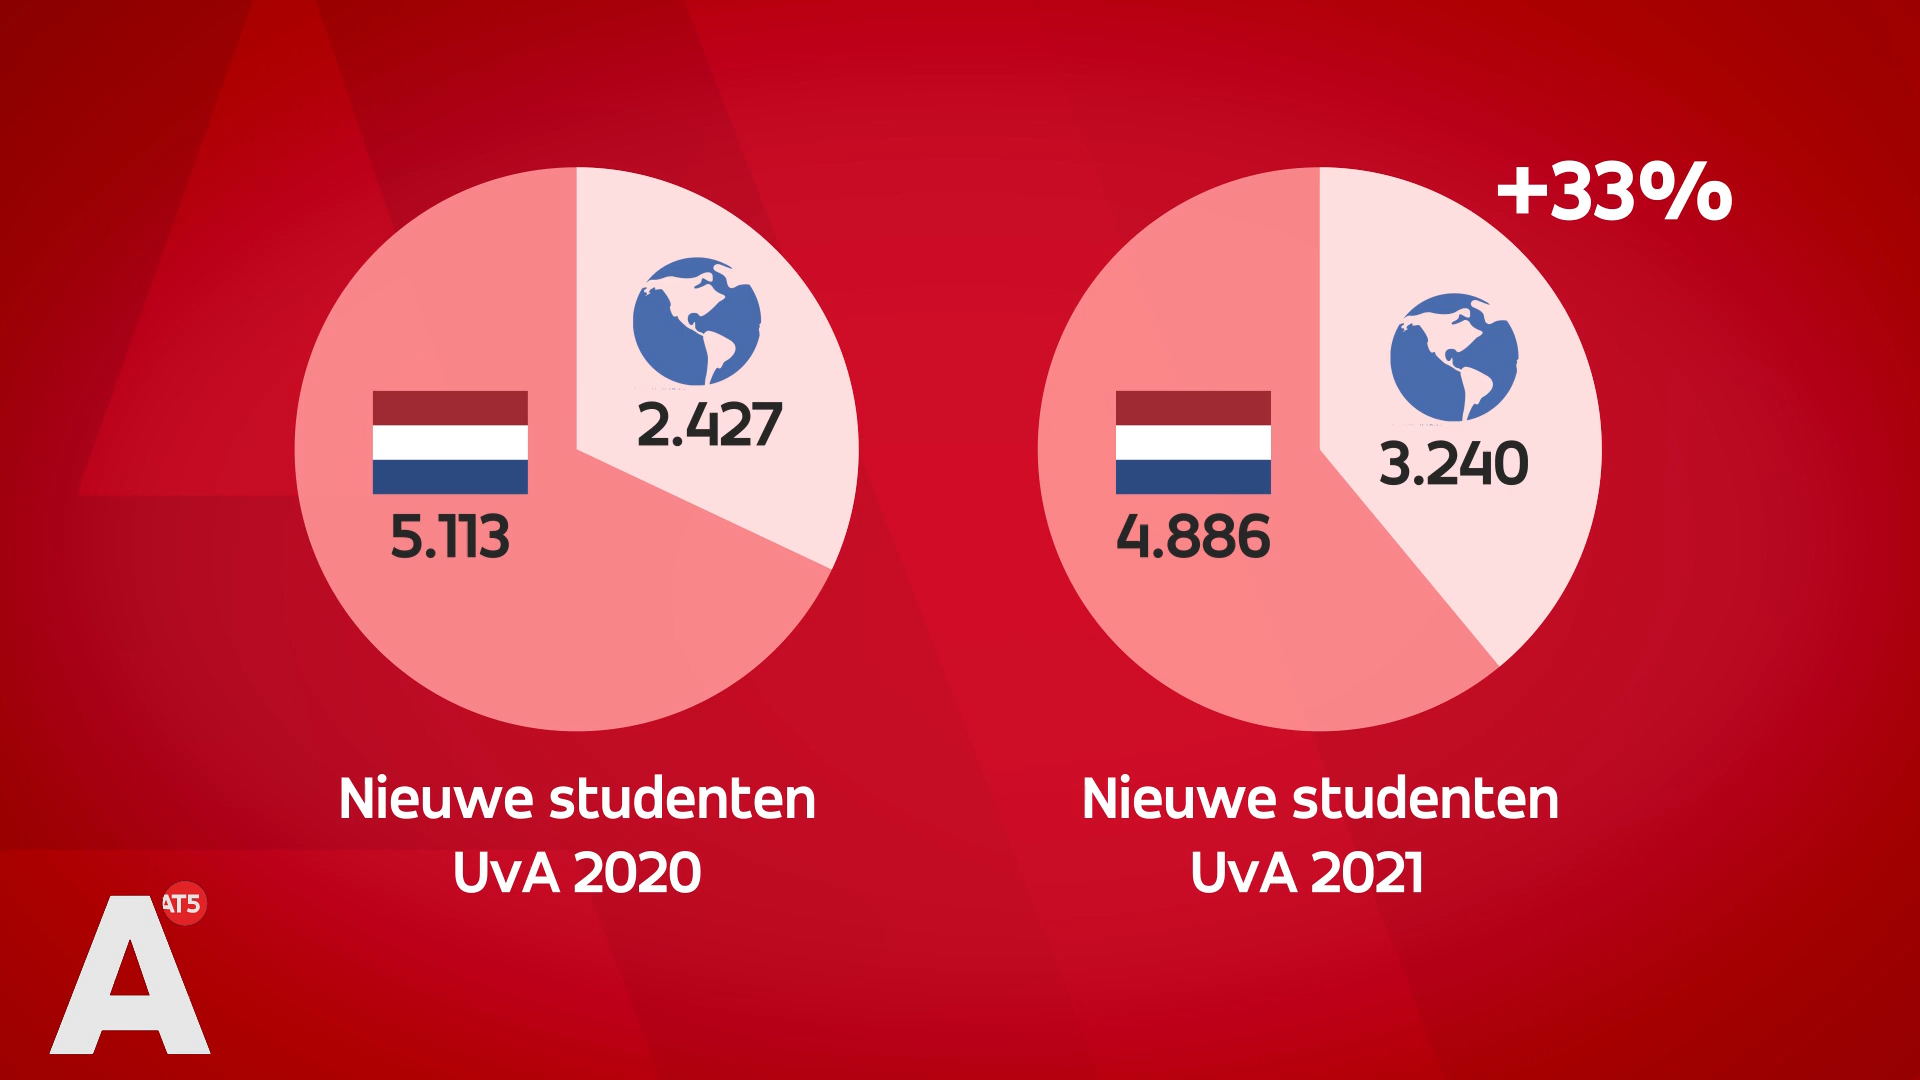 +33%
2.427
5.113
3.240
4.886
Nieuwe studenten
UvA 2020
Nieuwe studenten
UvA 2021
A
AT5